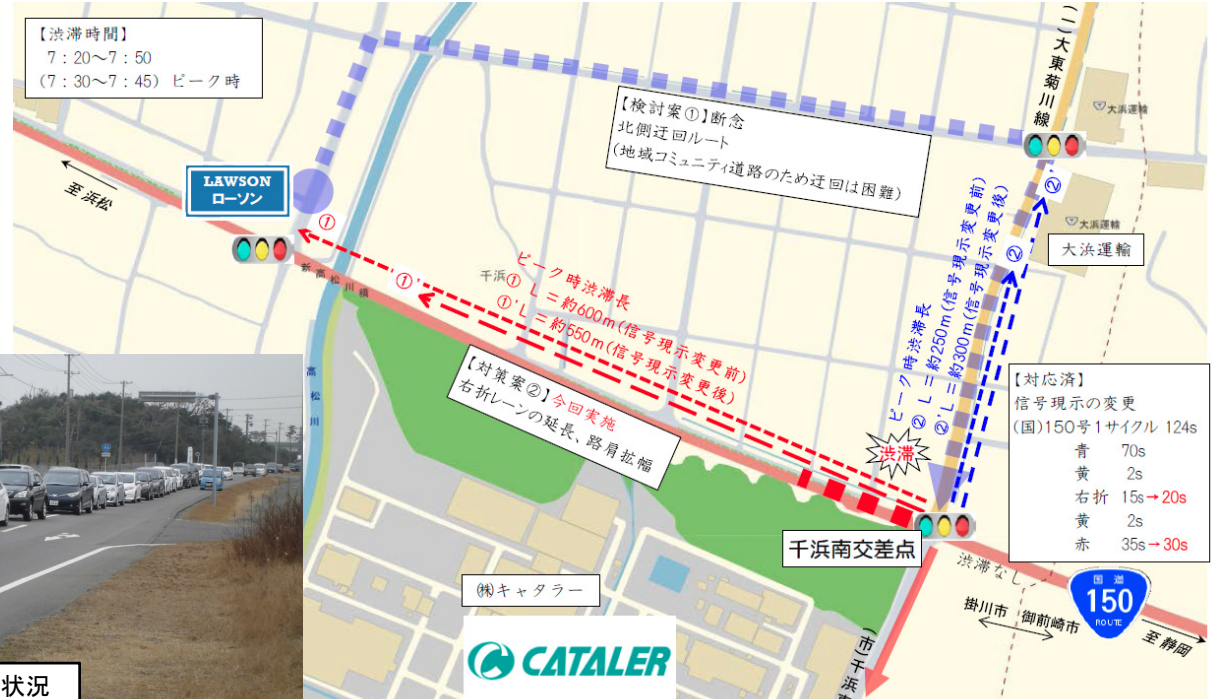 【渋滞時間】
7:20~7:50
(7:30~7:45)ピーク時
(一)大東菊川線
大浜運輸
【検討案①】断念
北側迂回ルート
(地域コミュニティ道路のため迂回は困難)
至浜松
LAWSON
ローソン
①
新高松川橋
千浜
①'
ピーク時渋滞長
① L=約600m(信号現示変更前)
①'L=約550m(信号現示変更後)
②'
②
大浜運輸
大浜運輸
ピーク時渋滞長
② L=約250m(信号現示変更前)
②'L=約300m(信号現示変更後)
【対策案②】今回実施
右折レーンの延長、路肩拡幅
高松川
渋滞
【対応済】
信号現示の変更
(国)150号1サイクル 124s
青 70s
黄 2s
右折 15s→20s
黄 2s
赤 35s→30s
千浜南交差点
渋滞なし
国道
150
ROUTE
掛川市 御前崎市
至静岡
㈱キャタラー
CATALER
(市)千浜
状況